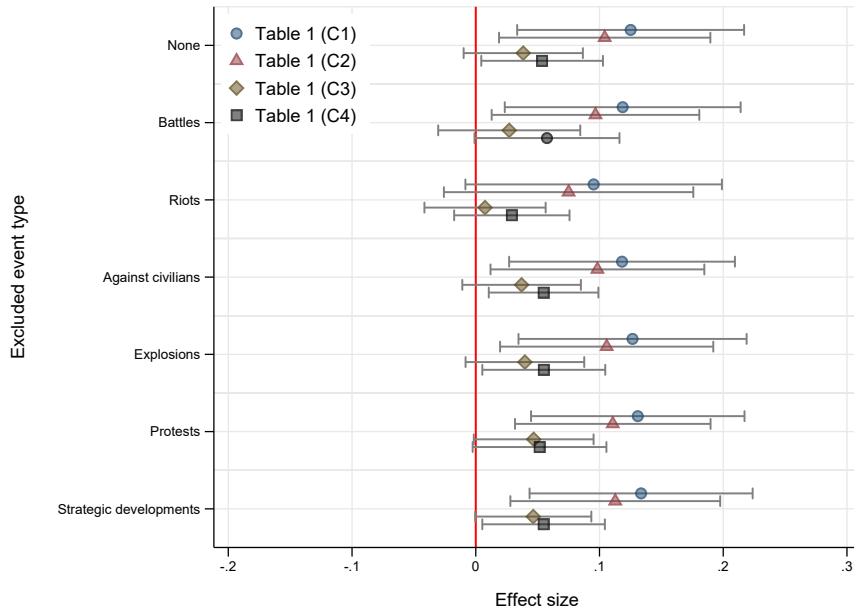 Table 1 (C1)
Table 1 (C2)
Table 1 (C3)
Table 1 (C4)
Excluded event type
None
Battles
Riots
Against civilians
Explosions
Protests
Strategic developments
-.2
-.1
0
.1
.2
.3
Effect size